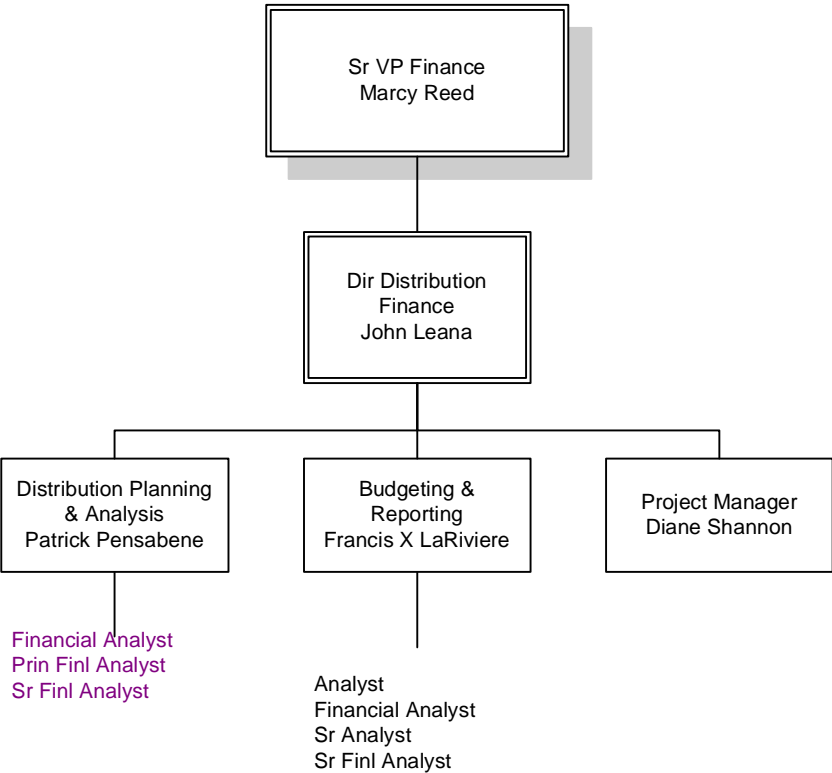 Sr VP Finance
Marcy Reed
Dir Distribution
Finance
John Leana
Distribution Planning
& Analysis
Patrick Pensabene
Budgeting &
Reporting
Francis X LaRiviere
Project Manager
Diane Shannon
Financial Analyst
Prin Finl Analyst
Sr Finl Analyst
Analyst
Financial Analyst
Sr Analyst
Sr Finl Analyst